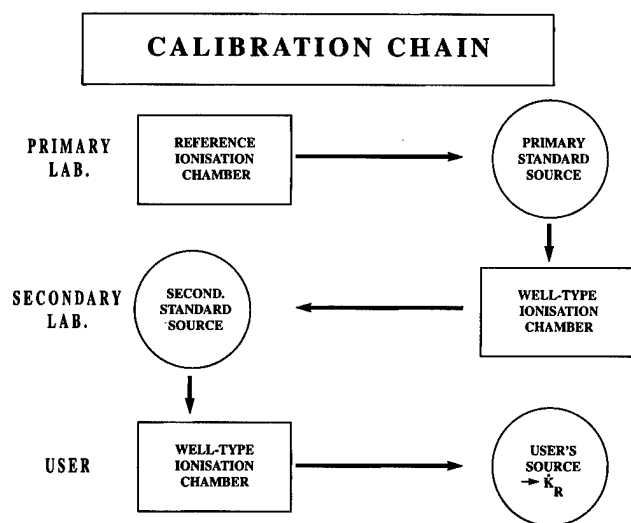 CALIBRATION CHAIN
PRIMARY
LAB.
REFERENCE
IONISATION
CHAMBER
PRIMARY
STANDARD
SOURCE
SECONDARY
LAB.
SECOND.
STANDARD
SOURCE
WELL-TYPE
IONISATION
CHAMBER
USER
WELL-TYPE
IONISATION
CHAMBER
USER'S
SOURCE
→ K̇_R